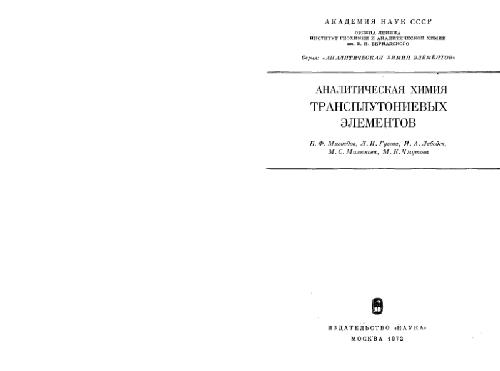 АКАДЕМИЯ НАУК СССР
ОРДЕНА ЛЕНИНА
ИНСТИТУТ ГЕОХИМИИ И АНАЛИТИЧЕСКОЙ ХИМИИ
им. В. И. ВЕРНАДСКОГО
Серия: «АНАЛИТИЧЕСКАЯ ХИМИЯ ЭЛЕМЕНТОВ»
АНАЛИТИЧЕСКАЯ ХИМИЯ
ТРАНСПЛУТОНИЕВЫХ
ЭЛЕМЕНТОВ
Б. Ф. Мясоедов, Л. И. Гусева, И. А. Лебедев,
М. С. Милюкова, М. К. Чмутова
ИЗДАТЕЛЬСТВО «НАУКА»
МОСКВА 1972